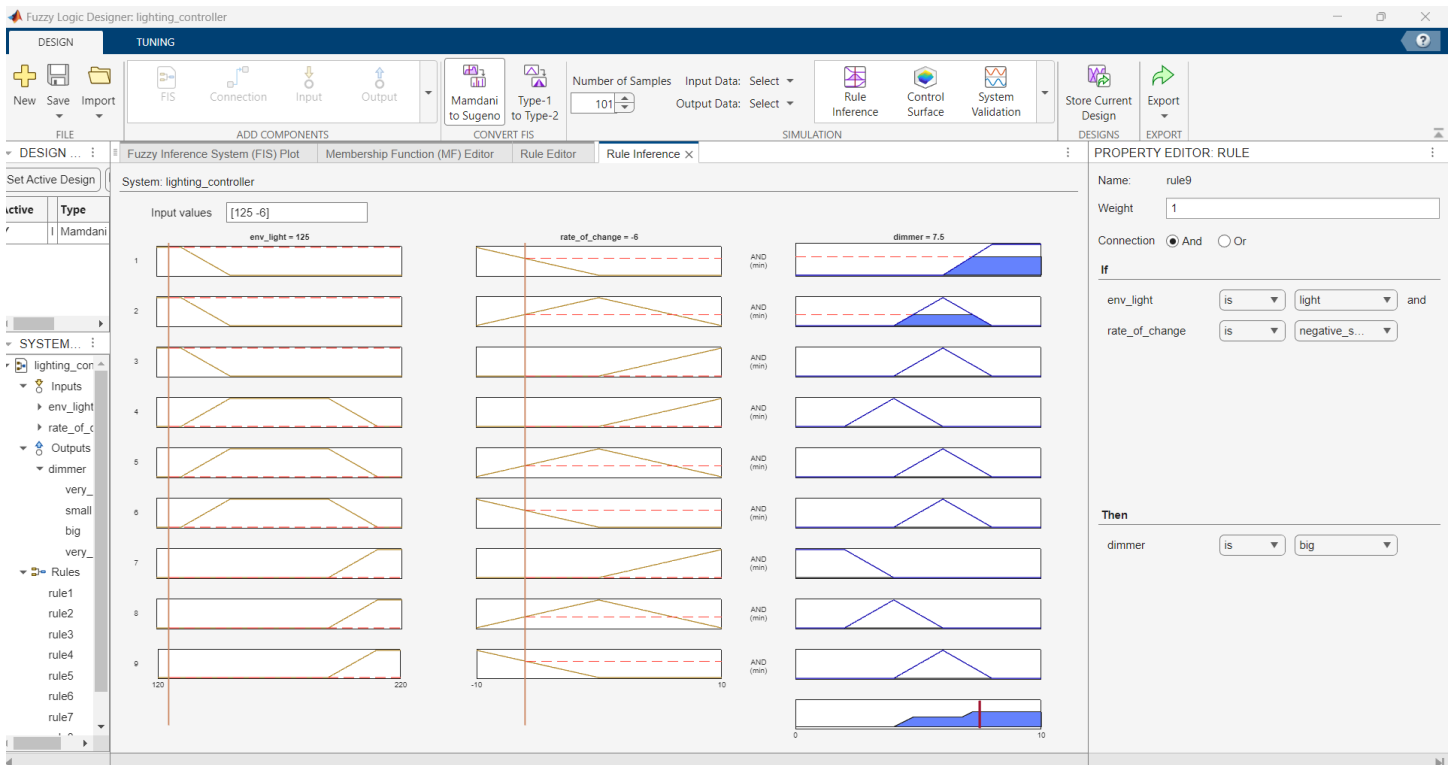 Fuzzy Logic Designer: lighting_controller
DESIGN TUNING
New Save Import
FIS Connection Input Output
Mamdani to Sugeno
Type-1 to Type-2
Number of Samples 101
Input Data: Select
Output Data: Select
Rule Inference
Control Surface
System Validation
Store Current Design
Export
FILE ADD COMPONENTS CONVERT FIS SIMULATION DESIGNS EXPORT
DESIGN ...
Set Active Design
Active Type
Mamdani
SYSTEM...
lighting_con
Inputs
env_light
rate_of_c
Outputs
dimmer
very_
small
big
very_
Rules
rule1
rule2
rule3
rule4
rule5
rule6
rule7
Fuzzy Inference System (FIS) Plot Membership Function (MF) Editor Rule Editor Rule Inference
System: lighting_controller
Input values [125 -6]
env_light = 125 rate_of_change = -6 dimmer = 7.5
1 AND (min)
2 AND (min)
3 AND (min)
4 AND (min)
5 AND (min)
6 AND (min)
7 AND (min)
8 AND (min)
9 AND (min)
120 220 -10 10
0 10
PROPERTY EDITOR: RULE
Name: rule9
Weight 1
Connection And Or
If
env_light is light and
rate_of_change is negative_s...
Then
dimmer is big